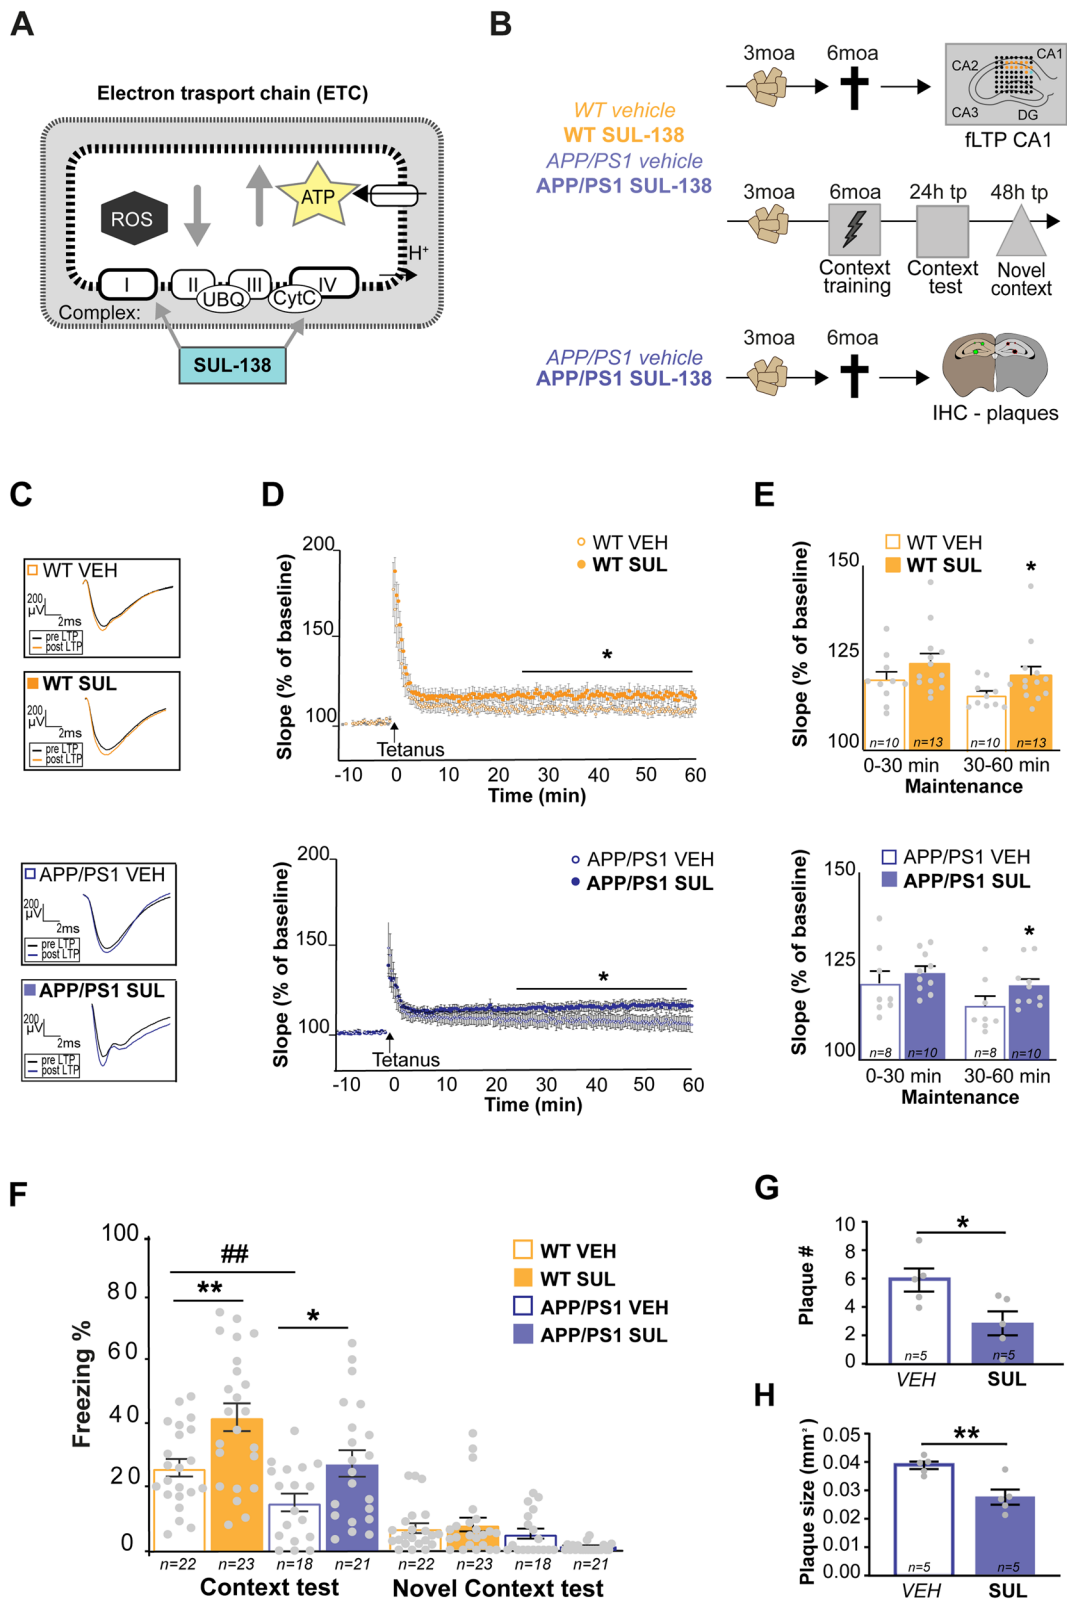 A
Electron trasport chain (ETC)
ROS
ATP
H+
I
II
III
IV
UBQ
CytC
Complex:
SUL-138
B
WT vehicle
WT SUL-138
APP/PS1 vehicle
APP/PS1 SUL-138
3moa
6moa
CA1
CA2
CA3
DG
fLTP CA1
3moa
6moa
24h tp
48h tp
Context
training
Context
test
Novel
context
APP/PS1 vehicle
APP/PS1 SUL-138
3moa
6moa
IHC - plaques
C
WT VEH
200
µV
2ms
pre LTP
post LTP
WT SUL
200
µV
2ms
pre LTP
post LTP
APP/PS1 VEH
200
µV
2ms
pre LTP
post LTP
APP/PS1 SUL
200
µV
2ms
pre LTP
post LTP
D
Slope (% of baseline)
200
150
100
WT VEH
WT SUL
*
Tetanus
-10 0 10 20 30 40 50 60
Time (min)
Slope (% of baseline)
200
150
100
APP/PS1 VEH
APP/PS1 SUL
*
Tetanus
-10 0 10 20 30 40 50 60
Time (min)
E
WT VEH
WT SUL
Slope (% of baseline)
150
125
100
*
n=10 n=13 n=10 n=13
0-30 min 30-60 min
Maintenance
APP/PS1 VEH
APP/PS1 SUL
Slope (% of baseline)
150
125
100
*
n=8 n=10 n=8 n=10
0-30 min 30-60 min
Maintenance
F
Freezing %
100
80
60
40
20
0
##
**
*
WT VEH
WT SUL
APP/PS1 VEH
APP/PS1 SUL
n=22 n=23 n=18 n=21 n=22 n=23 n=18 n=21
Context test Novel Context test
G
Plaque #
10
8
6
4
2
0
*
n=5 n=5
VEH SUL
H
Plaque size (mm²)
0.05
0.04
0.03
0.02
0.01
0.00
**
n=5 n=5
VEH SUL